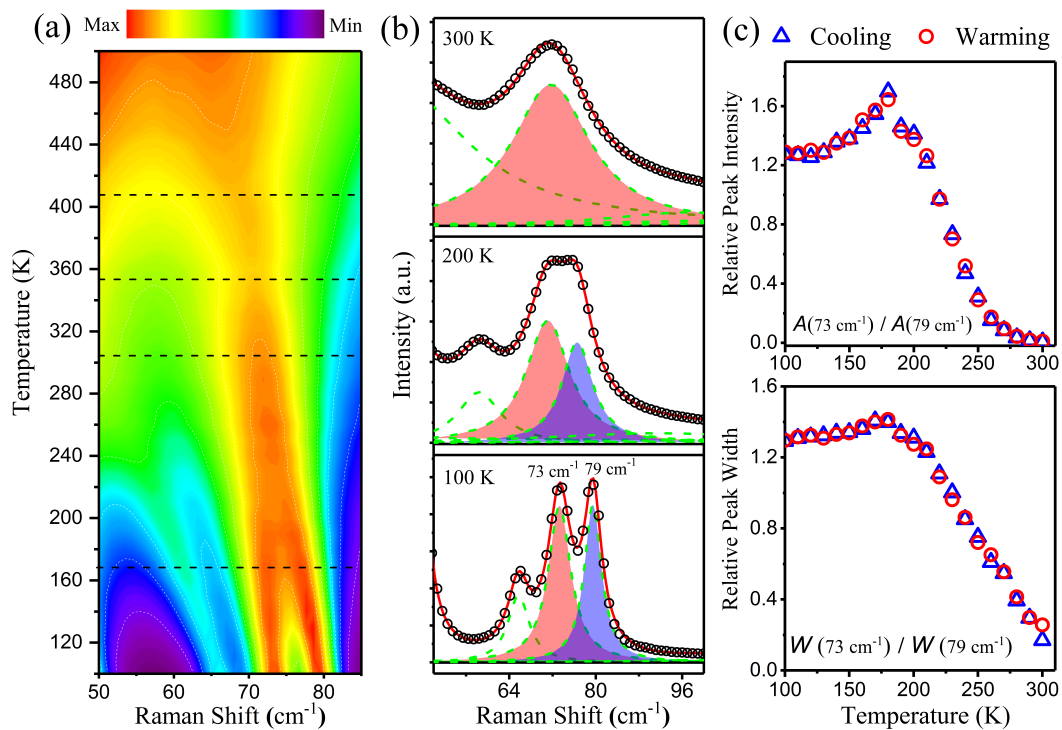 (a)
Max
Min
480
440
400
360
320
280
240
200
160
120
50
60
70
80
Temperature (K)
Raman Shift (cm-1)
(b)
300 K
200 K
100 K
73 cm-1
79 cm-1
64
80
96
Intensity (a.u.)
Raman Shift (cm-1)
(c)
Cooling
Warming
1.6
1.2
0.8
0.4
0.0
Relative Peak Intensity
A(73 cm-1) / A(79 cm-1)
100
150
200
250
300
1.6
1.2
0.8
0.4
0.0
Relative Peak Width
W (73 cm-1) / W (79 cm-1)
100
150
200
250
300
Temperature (K)